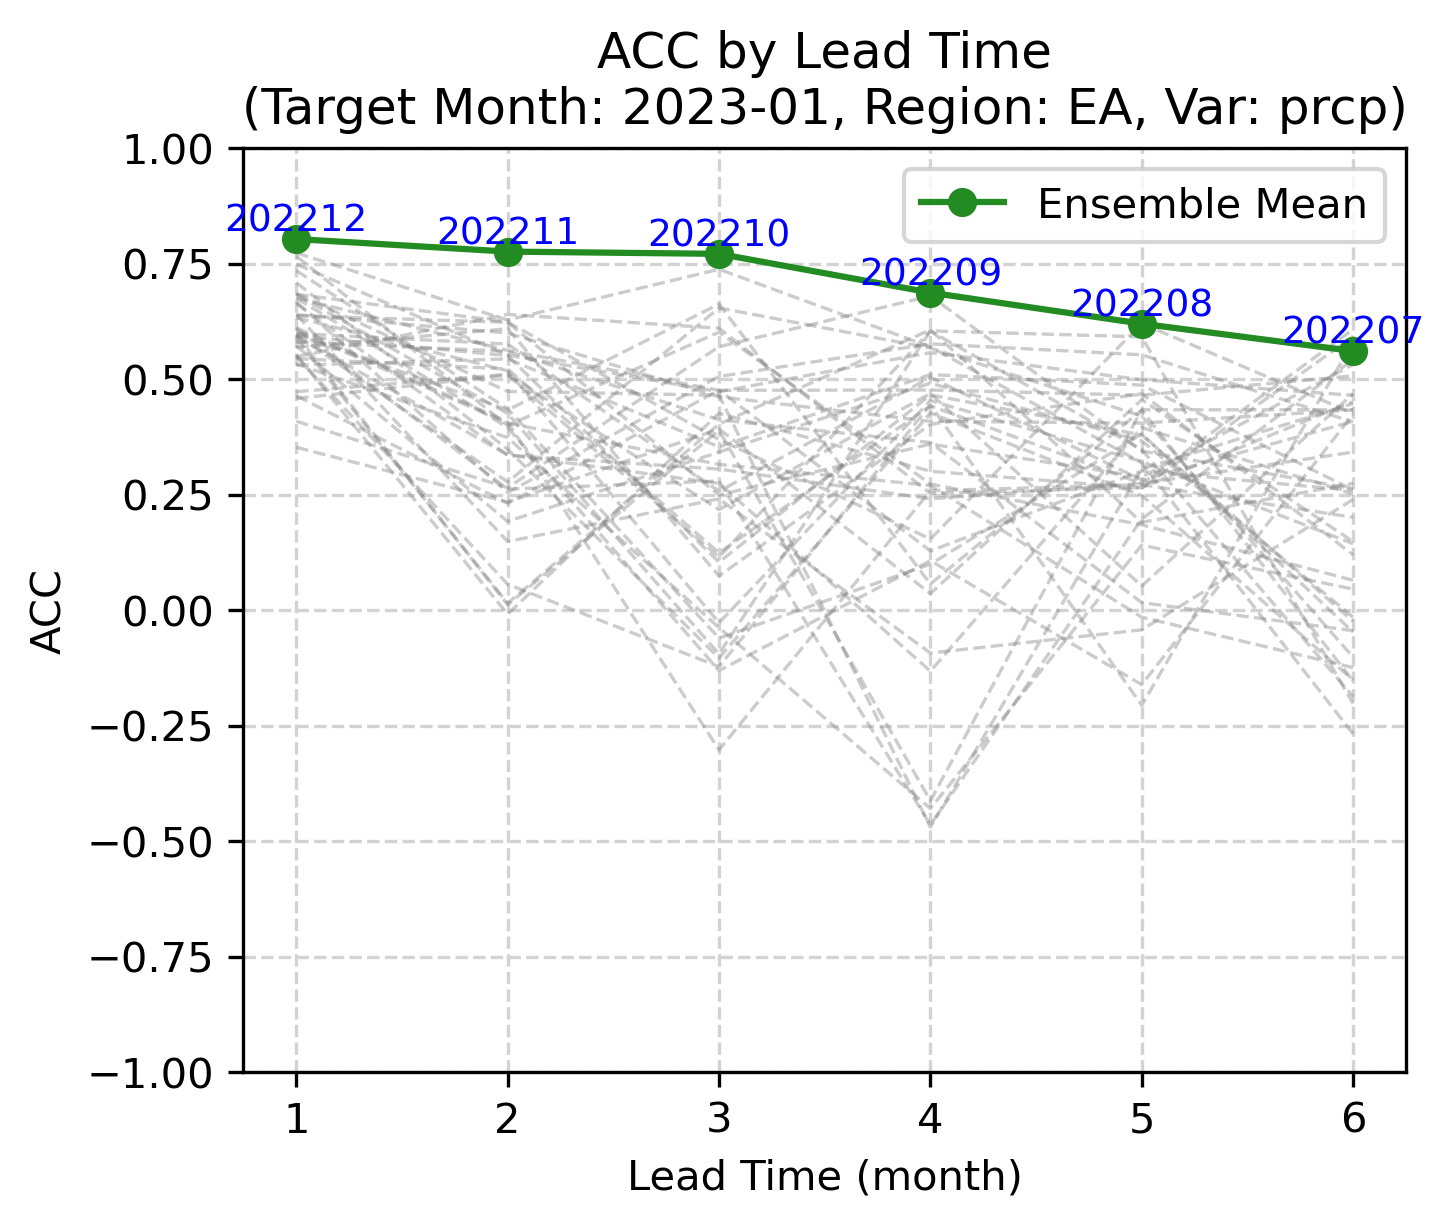 ACC by Lead Time
(Target Month: 2023-01, Region: EA, Var: prcp)
1.00
0.75
0.50
0.25
0.00
−0.25
−0.50
−0.75
−1.00
ACC
Ensemble Mean
202212
202211
202210
202209
202208
202207
1 2 3 4 5 6
Lead Time (month)